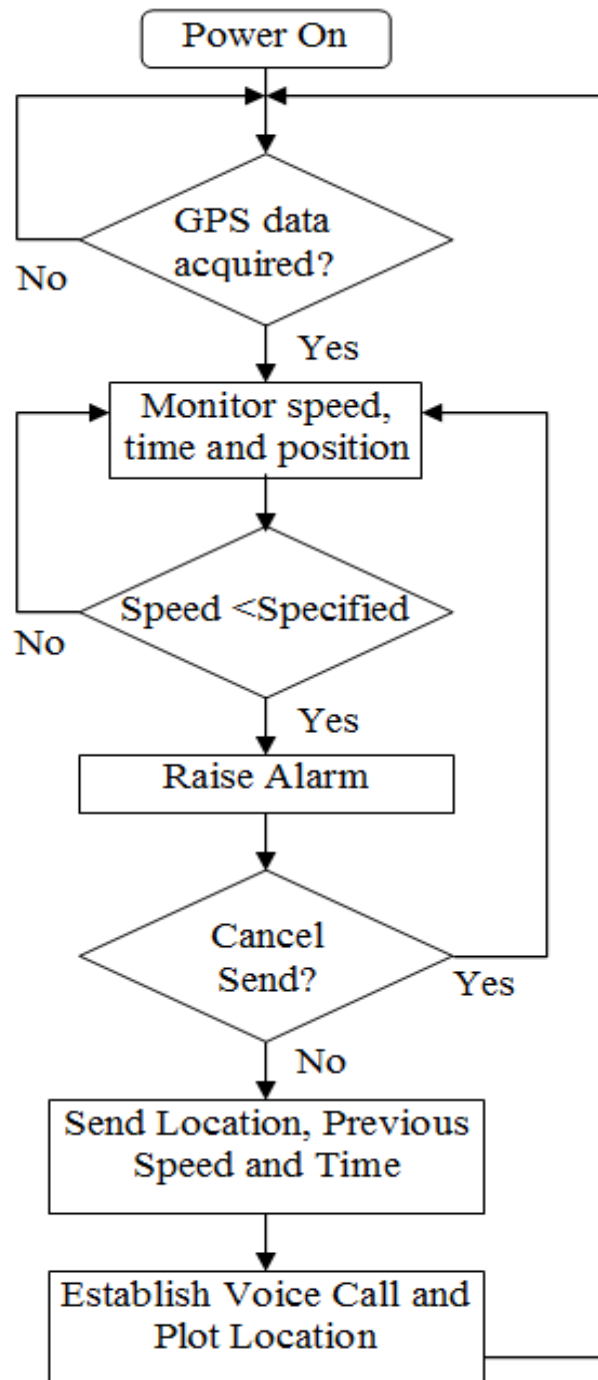 Power On
GPS data
acquired?
No
Yes
Monitor speed,
time and position
Speed <Specified
No
Yes
Raise Alarm
Cancel
Send?
Yes
No
Send Location, Previous
Speed and Time
Establish Voice Call and
Plot Location